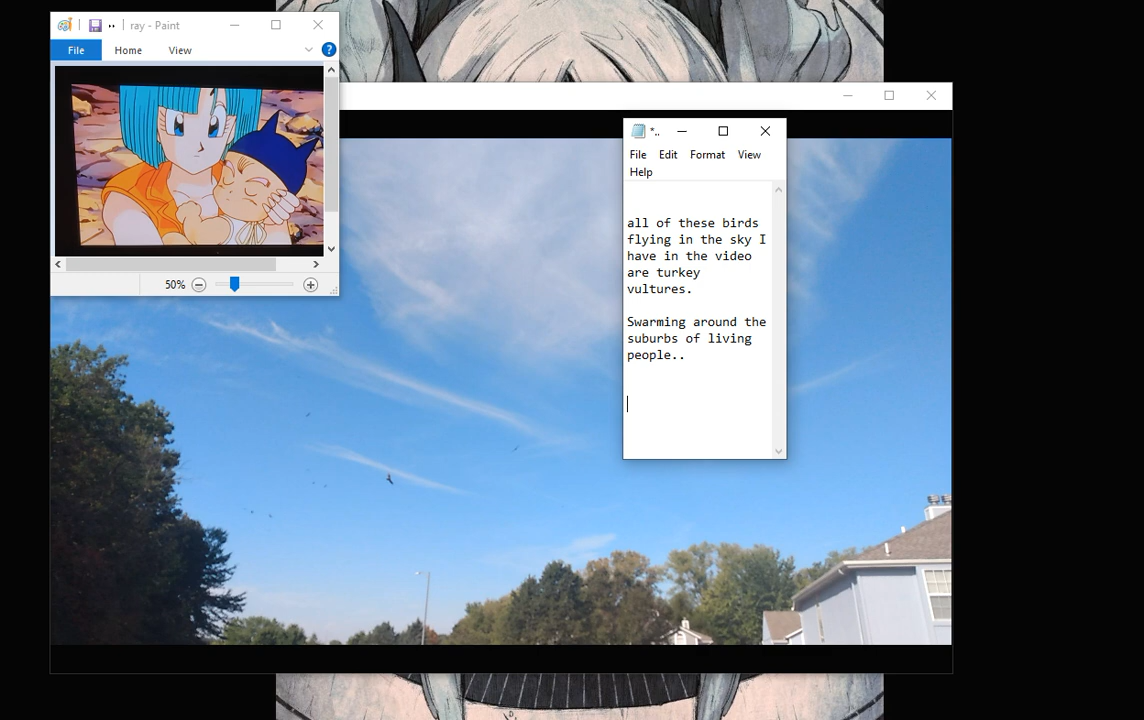 ray - Paint
File Home View
50%
*..
File Edit Format View
Help
all of these birds
flying in the sky I
have in the video
are turkey
vultures.
Swarming around the
suburbs of living
people..